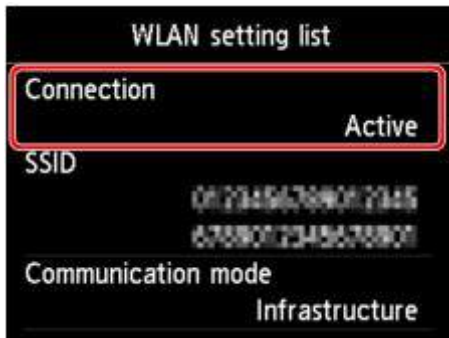 WLAN setting list
Connection
Active
SSID
Communication mode
Infrastructure